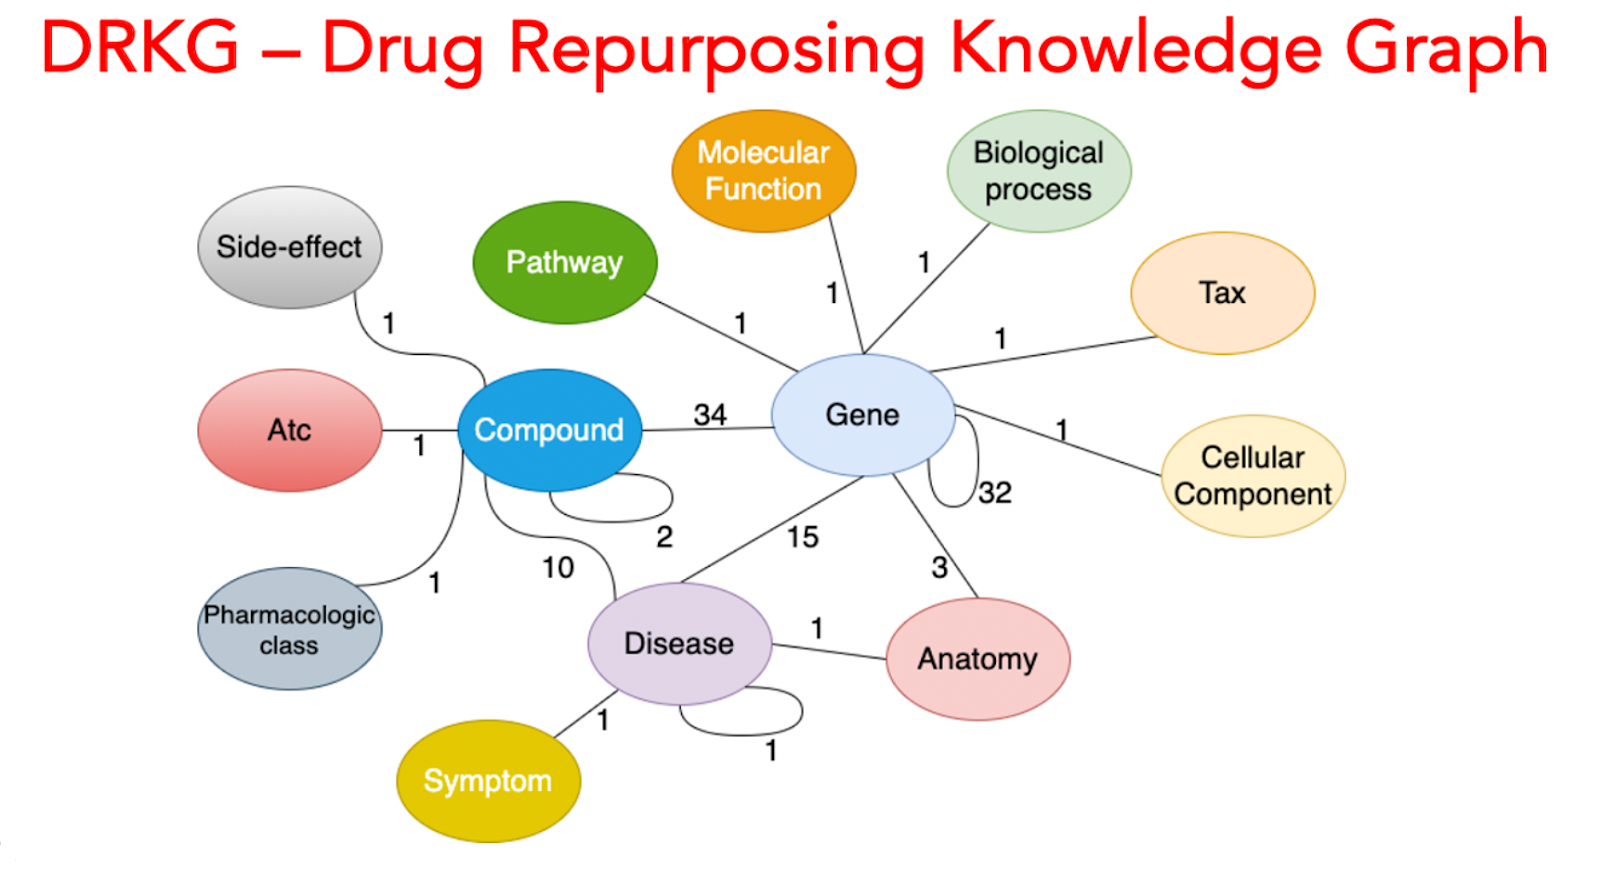 DRKG – Drug Repurposing Knowledge Graph
Molecular
Function
Biological
process
Side-effect
Pathway
Tax
1
1
1
1
1
Atc
Compound
34
Gene
1
1
Cellular
Component
32
2
15
10
3
1
Pharmacologic
class
Disease
1
Anatomy
1
1
Symptom